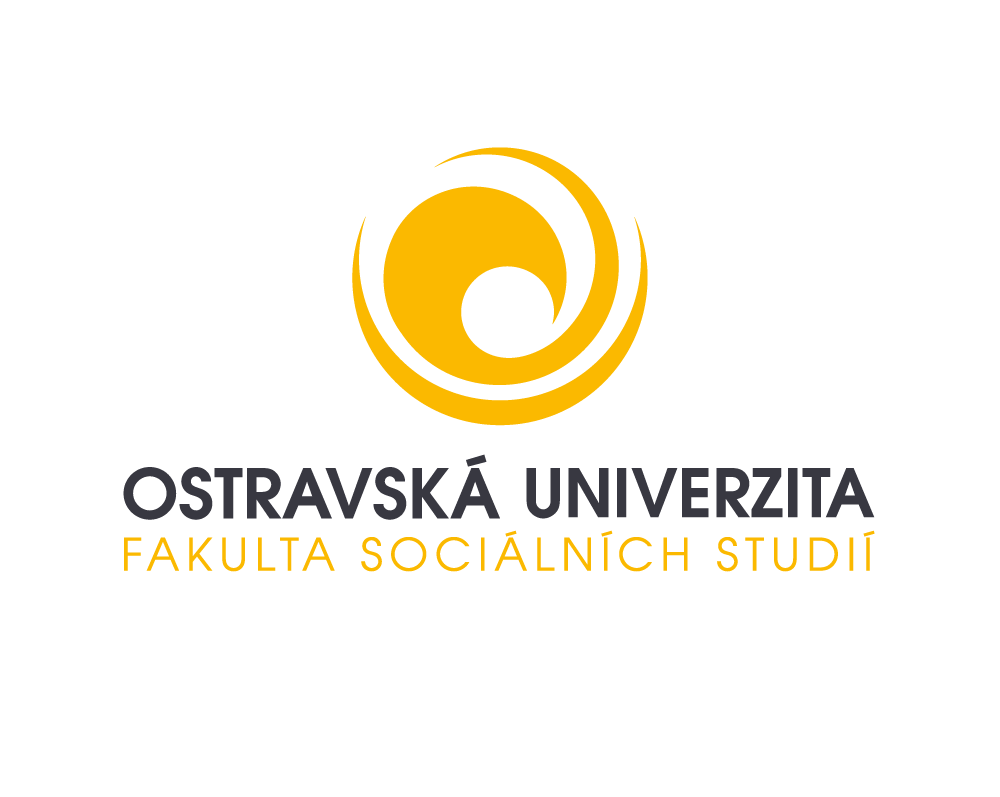 OSTRAVSKÁ UNIVERZITA
FAKULTA SOCIÁLNÍCH STUDIÍ